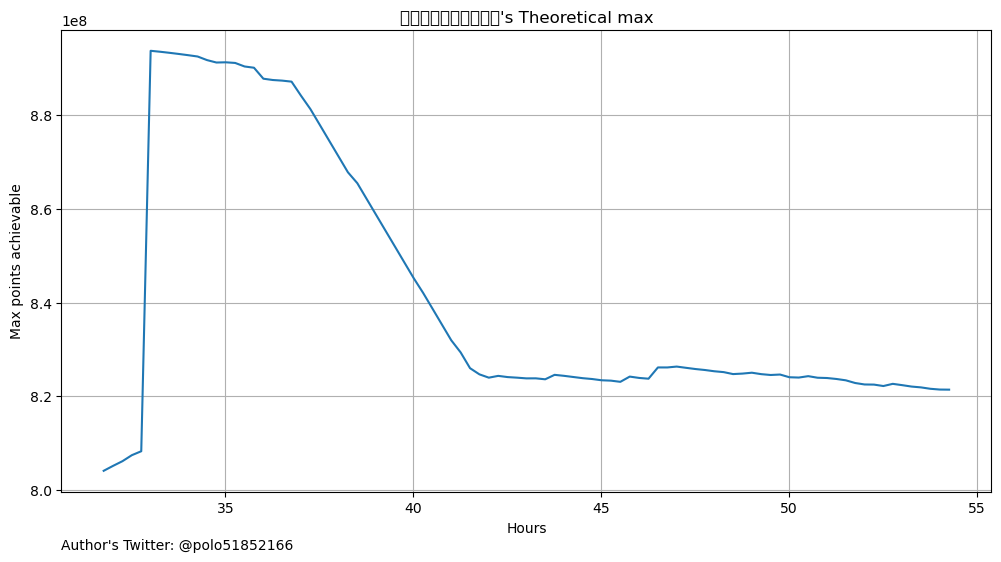 's Theoretical max
1e8
8.8
8.6
8.4
8.2
8.0
Max points achievable
35 40 45 50 55
Hours
Author's Twitter: @polo51852166